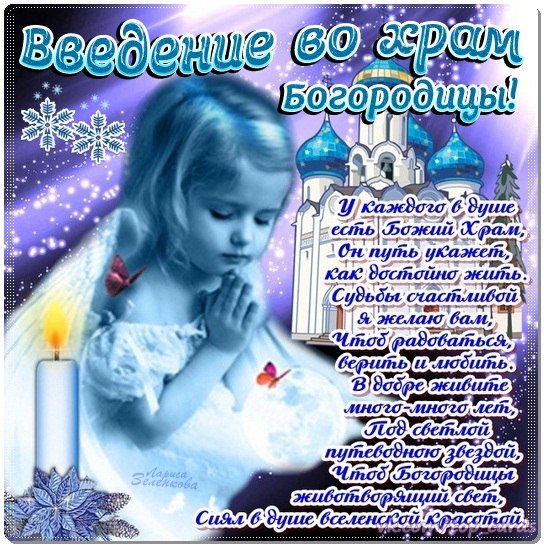 Введение во храм
Богородицы!
У каждого в душе
есть Божий Храм,
Он путь укажет,
как достойно жить.
Судьбы счастливой
я желаю вам,
Чтоб радоваться,
верить и любить.
В добре живите
много-много лет,
Под светлой
путеводною звездой,
Чтоб Богородицы
животворящий свет,
Сиял в душе вселенской красотой.
Лариса
Зеленкова